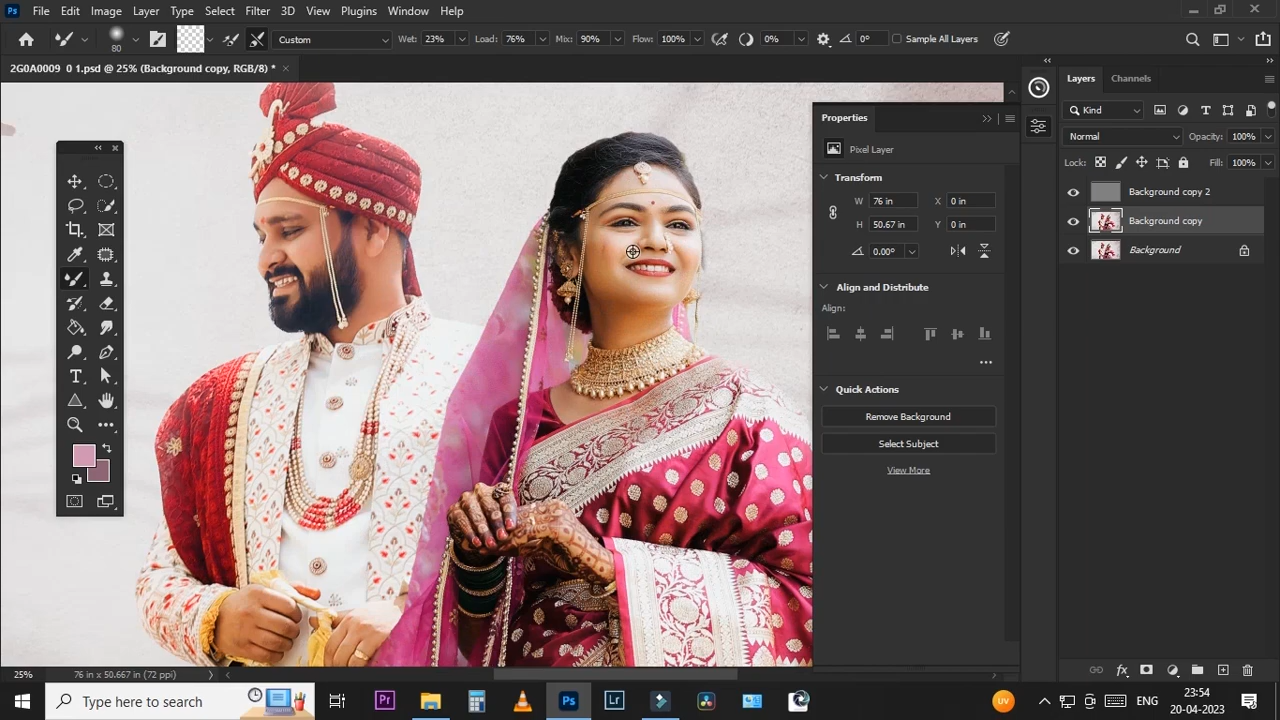 Ps File Edit Image Layer Type Select Filter 3D View Plugins Window Help
80 Custom Wet: 23% Load: 76% Mix: 90% Flow: 100% 0% 0° Sample All Layers
2G0A0009 0 1.psd @ 25% (Background copy, RGB/8) *
Properties
Pixel Layer
Transform
W 76 in X 0 in
H 50.67 in Y 0 in
0.00°
Align and Distribute
Align:
Quick Actions
Remove Background
Select Subject
View More
Layers Channels
Kind
Normal Opacity: 100%
Lock: Fill: 100%
Background copy 2
Background copy
Background
25% 76 in x 50.667 in (72 ppi)
Type here to search
Pr
Ps
Lr
UV
ENG
23:54
20-04-2023